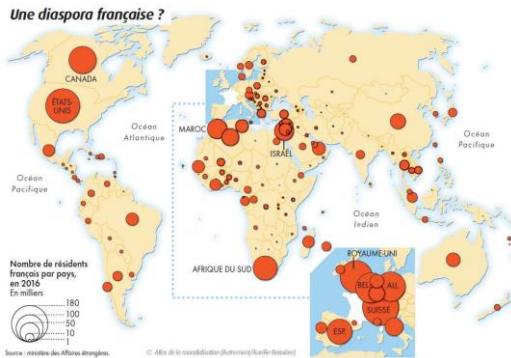 Une diaspora française ?
CANADA
ÉTATS-
UNIS
Océan
Atlantique
MAROC
ISRAËL
Océan
Pacifique
Océan
Pacifique
Océan
Indien
AFRIQUE DU SUD
ROYAUME-UNI
BEL.
ALL.
SUISSE
ESP.
Nombre de résidents
français par pays,
en 2016
En milliers
180
100
50
10
1
Source : ministère des Affaires étrangères.
© Atlas de la mondialisation (Autrement/Aurélie Boissière)